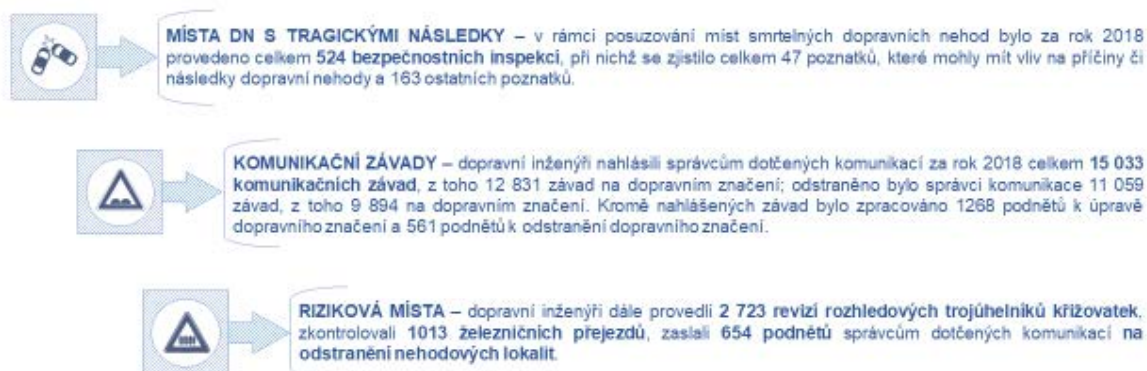 MÍSTA DN S TRAGICKÝMI NÁSLEDKY – v rámci posuzování míst smrtelných dopravních nehod bylo za rok 2018
provedeno celkem 524 bezpečnostních inspekcí, při nichž se zjistilo celkem 47 poznatků, které mohly mít vliv na příčiny či
následky dopravní nehody a 163 ostatních poznatků.
KOMUNIKAČNÍ ZÁVADY – dopravní inženýři nahlásili správcům dotčených komunikací za rok 2018 celkem 15 033
komunikačních závad, z toho 12 831 závad na dopravním značení; odstraněno bylo správci komunikace 11 059
závad, z toho 9 894 na dopravním značení. Kromě nahlášených závad bylo zpracováno 1268 podnětů k úpravě
dopravního značení a 561 podnětů k odstranění dopravního značení.
RIZIKOVÁ MÍSTA – dopravní inženýři dále provedli 2 723 revizí rozhledových trojúhelníků křižovatek,
zkontrolovali 1013 železničních přejezdů, zaslali 654 podnětů správcům dotčených komunikací na
odstranění nehodových lokalit.